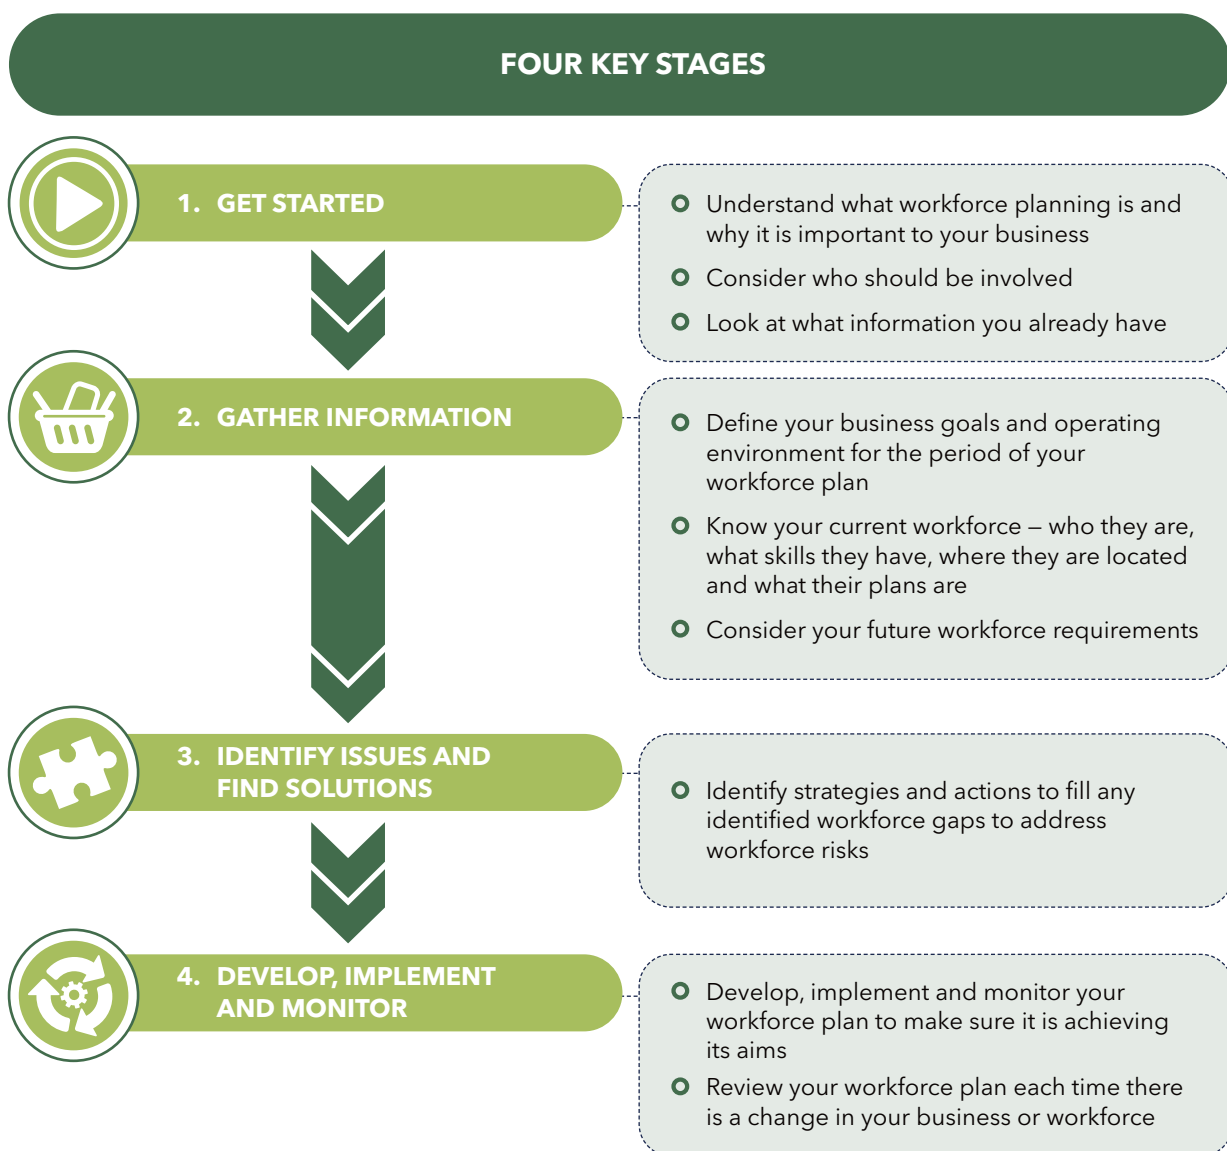 FOUR KEY STAGES
1. GET STARTED
Understand what workforce planning is and
why it is important to your business
Consider who should be involved
Look at what information you already have
2. GATHER INFORMATION
Define your business goals and operating
environment for the period of your
workforce plan
Know your current workforce – who they are,
what skills they have, where they are located
and what their plans are
Consider your future workforce requirements
3. IDENTIFY ISSUES AND
FIND SOLUTIONS
Identify strategies and actions to fill any
identified workforce gaps to address
workforce risks
4. DEVELOP, IMPLEMENT
AND MONITOR
Develop, implement and monitor your
workforce plan to make sure it is achieving
its aims
Review your workforce plan each time there
is a change in your business or workforce